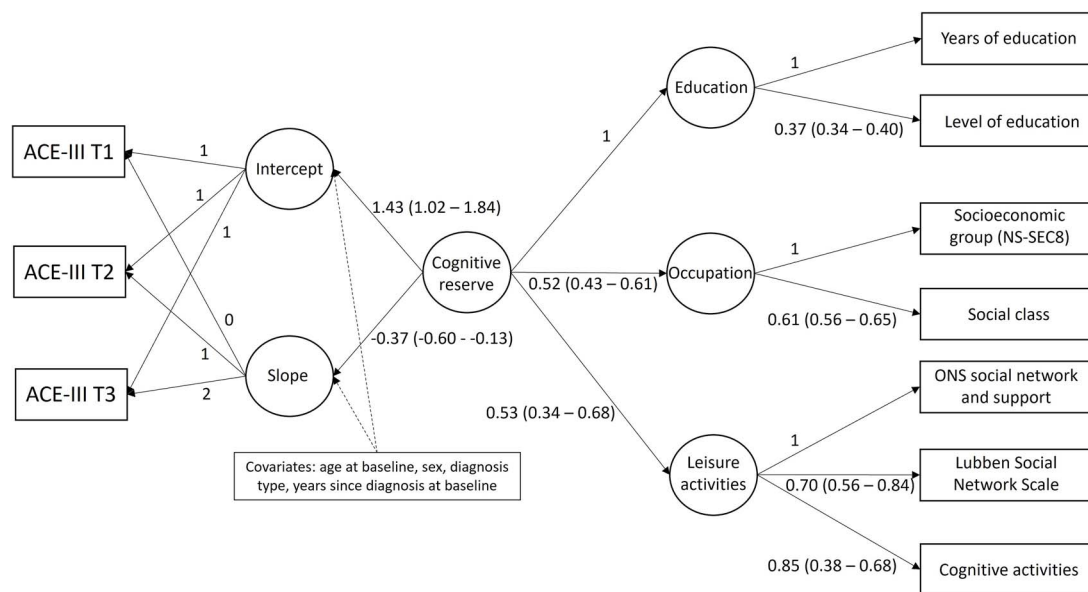 ACE-III T1
ACE-III T2
ACE-III T3
1
1
1
0
1
2
Intercept
Slope
1.43 (1.02 – 1.84)
-0.37 (-0.60 - -0.13)
Covariates: age at baseline, sex, diagnosis
type, years since diagnosis at baseline
Cognitive
reserve
1
0.52 (0.43 – 0.61)
0.53 (0.34 – 0.68)
Education
1
0.37 (0.34 – 0.40)
Years of education
Level of education
Occupation
1
0.61 (0.56 – 0.65)
Socioeconomic
group (NS-SEC8)
Social class
Leisure
activities
1
0.70 (0.56 – 0.84)
0.85 (0.38 – 0.68)
ONS social network
and support
Lubben Social
Network Scale
Cognitive activities